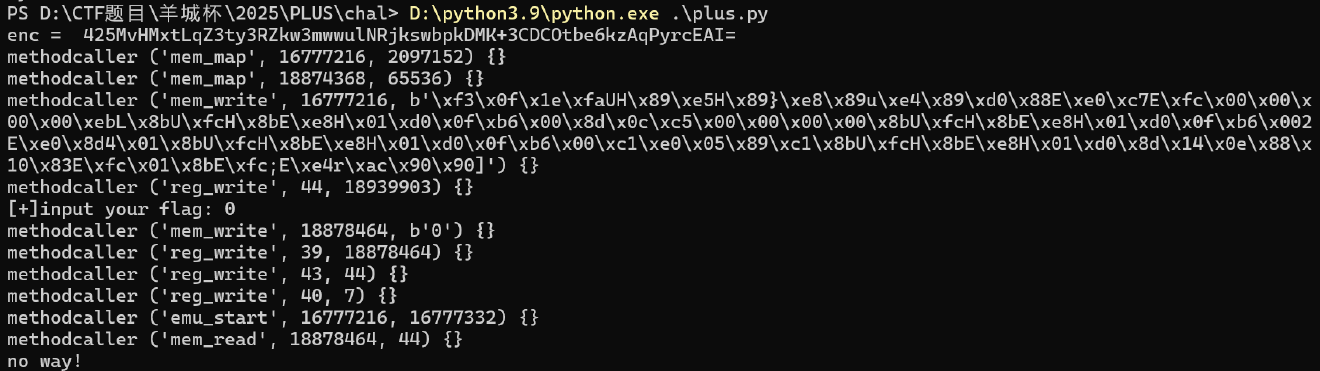 PS D:\CTF题目\羊城杯\2025\PLUS\chal> D:\python3.9\python.exe .\plus.py
enc =  425MvHMxtLqZ3ty3RZkw3mwwulNRjkswbpkDMK+3CDCOtbe6kzAqPyrcEAI=
methodcaller ('mem_map', 16777216, 2097152) {}
methodcaller ('mem_map', 18874368, 65536) {}
methodcaller ('mem_write', 16777216, b'\xf3\x0f\x1e\xfaUH\x89\xe5H\x89}\xe8\x89u\xe4\x89\xd0\x88E\xe0\xc7E\xfc\x00\x00\x
00\x00\xebL\x8bU\xfcH\x8bE\xe8H\x01\xd0\x0f\xb6\x00\x8d\x0c\xc5\x00\x00\x00\x00\x8bU\xfcH\x8bE\xe8H\x01\xd0\x0f\xb6\x002
E\xe0\x8d4\x01\x8bU\xfcH\x8bE\xe8H\x01\xd0\x0f\xb6\x00\xc1\xe0\x05\x89\xc1\x8bU\xfcH\x8bE\xe8H\x01\xd0\x8d\x14\x0e\x88\x
10\x83E\xfc\x01\x8bE\xfc;E\xe4r\xac\x90\x90]') {}
methodcaller ('reg_write', 44, 18939903) {}
[+]input your flag: 0
methodcaller ('mem_write', 18878464, b'0') {}
methodcaller ('reg_write', 39, 18878464) {}
methodcaller ('reg_write', 43, 44) {}
methodcaller ('reg_write', 40, 7) {}
methodcaller ('emu_start', 16777216, 16777332) {}
methodcaller ('mem_read', 18878464, 44) {}
no way!